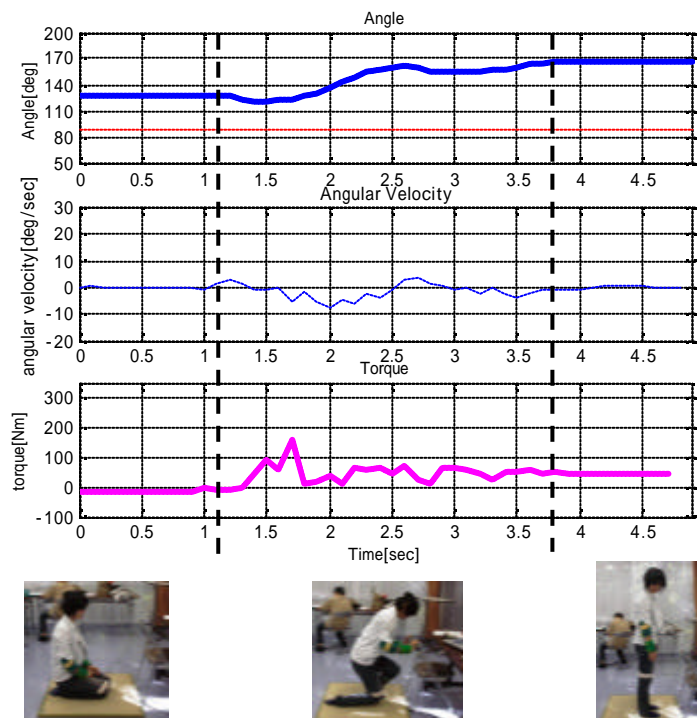 Angle
200
170
140
110
80
50
Angle[deg]
0 0.5 1 1.5 2 2.5 3 3.5 4 4.5
Angular Velocity
30
20
10
0
-10
-20
angular velocity[deg/sec]
0 0.5 1 1.5 2 2.5 3 3.5 4 4.5
Torque
300
200
100
0
-100
torque[Nm]
0 0.5 1 1.5 2 2.5 3 3.5 4 4.5
Time[sec]